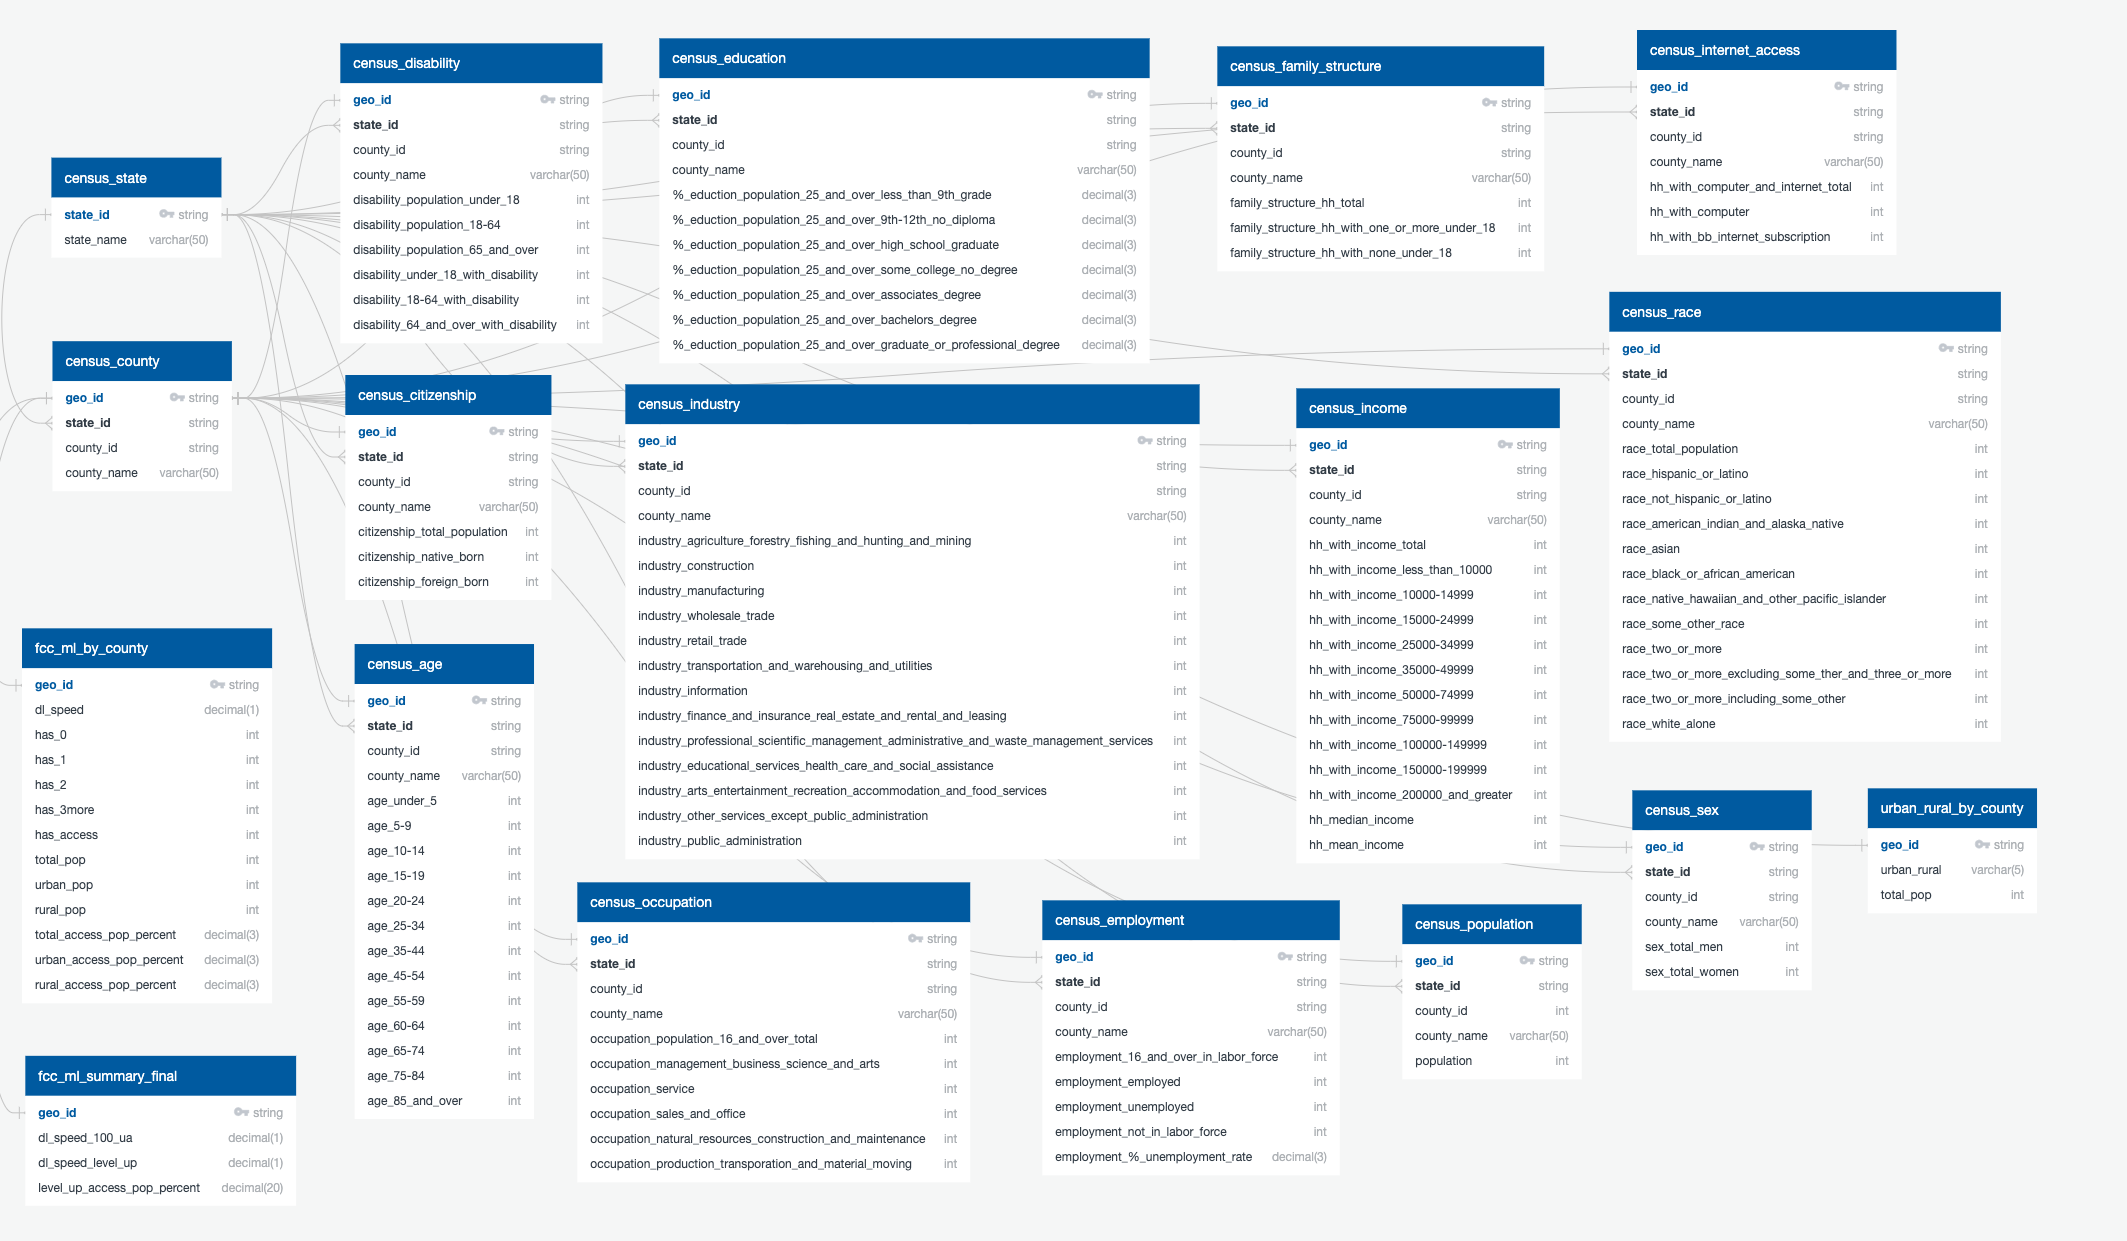 census_state
state_id string
state_name varchar(50)
census_county
geo_id string
state_id string
county_id string
county_name varchar(50)
fcc_ml_by_county
geo_id string
dl_speed decimal(1)
has_0 int
has_1 int
has_2 int
has_3more int
has_access int
total_pop int
urban_pop int
rural_pop int
total_access_pop_percent decimal(3)
urban_access_pop_percent decimal(3)
rural_access_pop_percent decimal(3)
fcc_ml_summary_final
geo_id string
dl_speed_100_ua decimal(1)
dl_speed_level_up decimal(1)
level_up_access_pop_percent decimal(20)
census_disability
geo_id string
state_id string
county_id string
county_name varchar(50)
disability_population_under_18 int
disability_population_18-64 int
disability_population_65_and_over int
disability_under_18_with_disability int
disability_18-64_with_disability int
disability_64_and_over_with_disability int
census_citizenship
geo_id string
state_id string
county_id string
county_name varchar(50)
citizenship_total_population int
citizenship_native_born int
citizenship_foreign_born int
census_age
geo_id string
state_id string
county_id string
county_name varchar(50)
age_under_5 int
age_5-9 int
age_10-14 int
age_15-19 int
age_20-24 int
age_25-34 int
age_35-44 int
age_45-54 int
age_55-59 int
age_60-64 int
age_65-74 int
age_75-84 int
age_85_and_over int
census_education
geo_id string
state_id string
county_id string
county_name varchar(50)
%_eduction_population_25_and_over_less_than_9th_grade decimal(3)
%_eduction_population_25_and_over_9th-12th_no_diploma decimal(3)
%_eduction_population_25_and_over_high_school_graduate decimal(3)
%_eduction_population_25_and_over_some_college_no_degree decimal(3)
%_eduction_population_25_and_over_associates_degree decimal(3)
%_eduction_population_25_and_over_bachelors_degree decimal(3)
%_eduction_population_25_and_over_graduate_or_professional_degree decimal(3)
census_industry
geo_id string
state_id string
county_id string
county_name varchar(50)
industry_agriculture_forestry_fishing_and_hunting_and_mining int
industry_construction int
industry_manufacturing int
industry_wholesale_trade int
industry_retail_trade int
industry_transportation_and_warehousing_and_utilities int
industry_information int
industry_finance_and_insurance_real_estate_and_rental_and_leasing int
industry_professional_scientific_management_administrative_and_waste_management_services int
industry_educational_services_health_care_and_social_assistance int
industry_arts_entertainment_recreation_accommodation_and_food_services int
industry_other_services_except_public_administration int
industry_public_administration int
census_occupation
geo_id string
state_id string
county_id string
county_name varchar(50)
occupation_population_16_and_over_total int
occupation_management_business_science_and_arts int
occupation_service int
occupation_sales_and_office int
occupation_natural_resources_construction_and_maintenance int
occupation_production_transporation_and_material_moving int
census_employment
geo_id string
state_id string
county_id string
county_name varchar(50)
employment_16_and_over_in_labor_force int
employment_employed int
employment_unemployed int
employment_not_in_labor_force int
employment_%_unemployment_rate decimal(3)
census_family_structure
geo_id string
state_id string
county_id string
county_name varchar(50)
family_structure_hh_total int
family_structure_hh_with_one_or_more_under_18 int
family_structure_hh_with_none_under_18 int
census_income
geo_id string
state_id string
county_id string
county_name varchar(50)
hh_with_income_total int
hh_with_income_less_than_10000 int
hh_with_income_10000-14999 int
hh_with_income_15000-24999 int
hh_with_income_25000-34999 int
hh_with_income_35000-49999 int
hh_with_income_50000-74999 int
hh_with_income_75000-99999 int
hh_with_income_100000-149999 int
hh_with_income_150000-199999 int
hh_with_income_200000_and_greater int
hh_median_income int
hh_mean_income int
census_population
geo_id string
state_id string
county_id int
county_name varchar(50)
population int
census_internet_access
geo_id string
state_id string
county_id string
county_name varchar(50)
hh_with_computer_and_internet_total int
hh_with_computer int
hh_with_bb_internet_subscription int
census_race
geo_id string
state_id string
county_id string
county_name varchar(50)
race_total_population int
race_hispanic_or_latino int
race_not_hispanic_or_latino int
race_american_indian_and_alaska_native int
race_asian int
race_black_or_african_american int
race_native_hawaiian_and_other_pacific_islander int
race_some_other_race int
race_two_or_more int
race_two_or_more_excluding_some_ther_and_three_or_more int
race_two_or_more_including_some_other int
race_white_alone int
census_sex
geo_id string
state_id string
county_id string
county_name varchar(50)
sex_total_men int
sex_total_women int
urban_rural_by_county
geo_id string
urban_rural varchar(5)
total_pop int